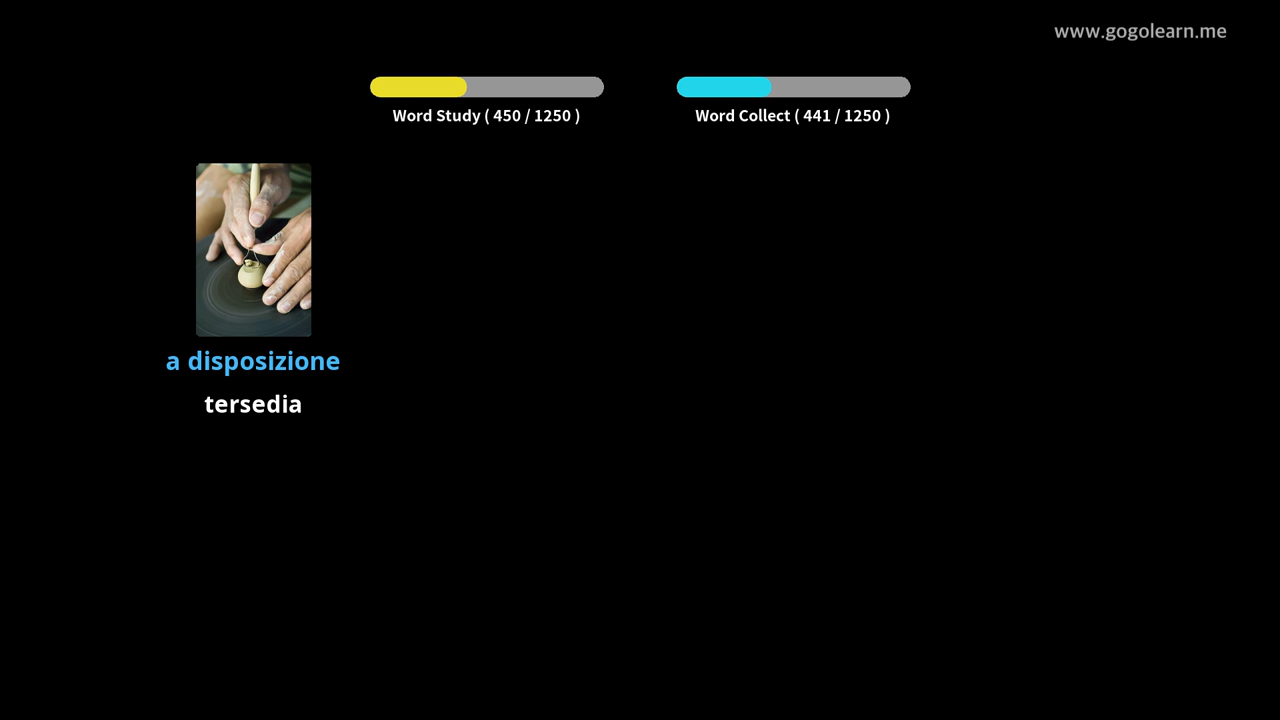 www.gogolearn.me
Word Study ( 450 / 1250 )
Word Collect ( 441 / 1250 )
a disposizione
tersedia